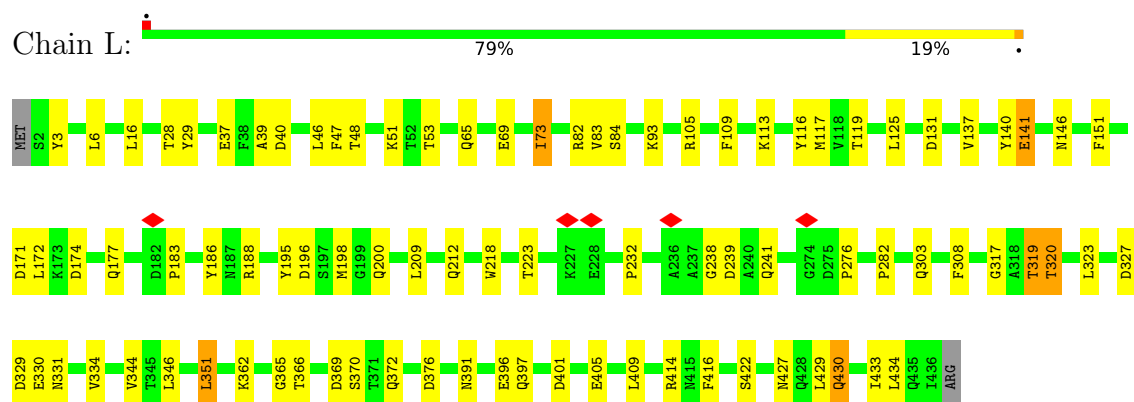 Chain L:
79% 19%
MET S2 Y3 L6 L16 T28 Y29 E37 F38 A39 D40 L46 F47 T48 K51 T52 T53 Q65 E69 I73 R82 V83 S84 K93 R105 F109 K113 Y116 M117 V118 T119 L125 D131 V137 Y140 E141 N146 F151
D171 L172 K173 D174 Q177 D182 P183 Y186 N187 R188 Y195 D196 S197 M198 G199 Q200 L209 Q212 W218 T223 K227 E228 P232 A236 A237 G238 D239 A240 Q241 G274 D275 P276 P282 Q303 F308 G317 A318 T319 T320 L323 D327
D329 E330 N331 V334 V344 T345 L346 L351 K362 G365 T366 D369 S370 I371 Q372 D376 N391 E396 Q397 D401 E405 L409 R414 N415 F416 S422 N427 Q428 L429 Q430 I433 L434 Q435 I436 ARG